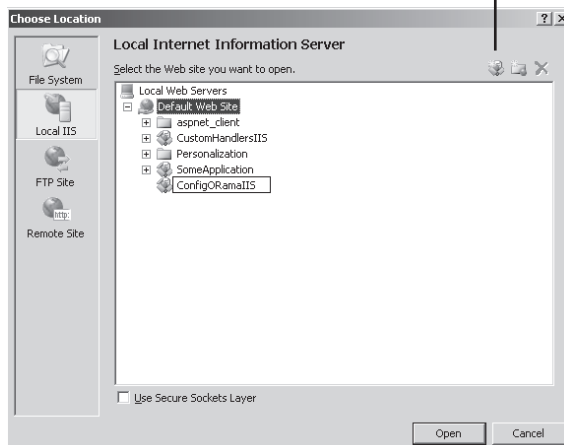 Choose Location
? x
Local Internet Information Server
Select the Web site you want to open.
File System
Local IIS
FTP Site
http:
Remote Site
Local Web Servers
Default Web Site
aspnet_client
CustomHandlersIIS
Personalization
SomeApplication
ConfigORamaIIS
Use Secure Sockets Layer
Open
Cancel